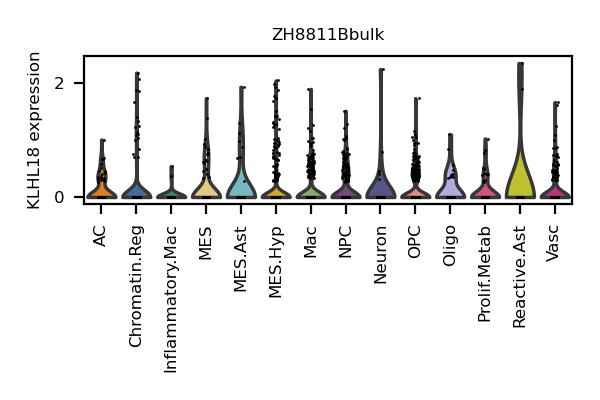 ZH8811Bbulk
KLHL18 expression
2
0
AC
Chromatin.Reg
Inflammatory.Mac
MES
MES.Ast
MES.Hyp
Mac
NPC
Neuron
OPC
Oligo
Prolif.Metab
Reactive.Ast
Vasc